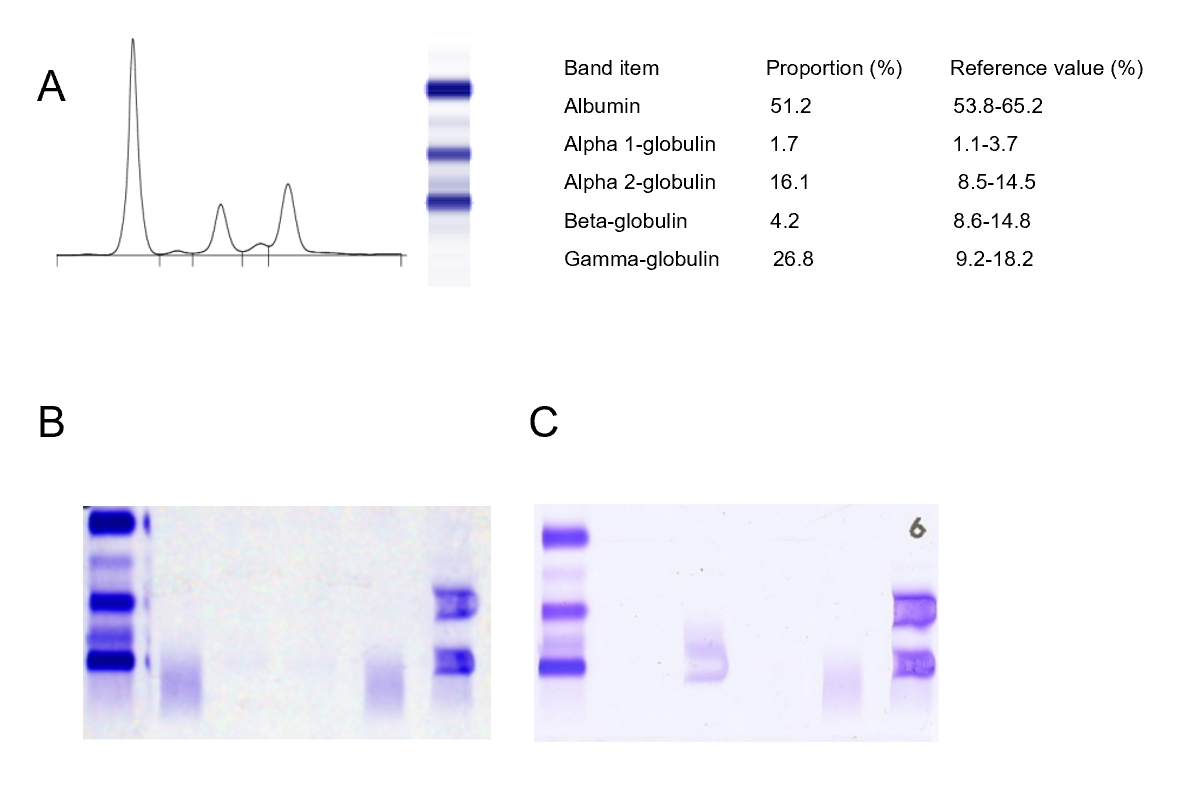 A
Band item Proportion (%) Reference value (%)
Albumin 51.2 53.8-65.2
Alpha 1-globulin 1.7 1.1-3.7
Alpha 2-globulin 16.1 8.5-14.5
Beta-globulin 4.2 8.6-14.8
Gamma-globulin 26.8 9.2-18.2
B
C
6